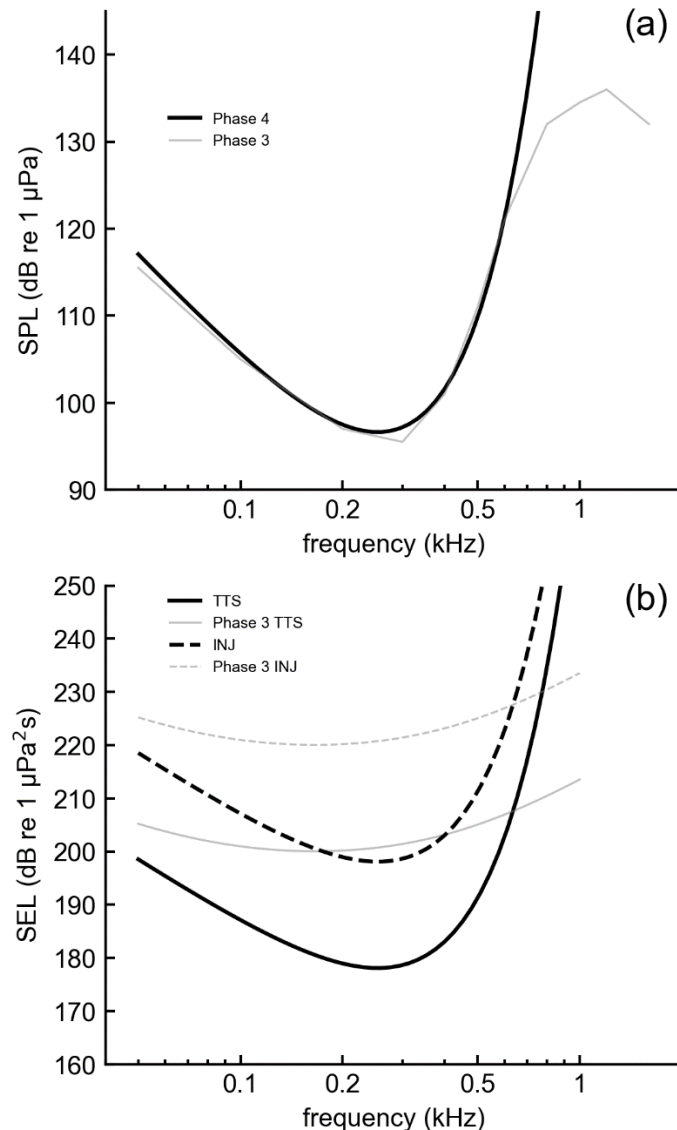 (a)
140
130
120
110
100
90
SPL (dB re 1 µPa)
Phase 4
Phase 3
0.1 0.2 0.5 1
frequency (kHz)
(b)
250
240
230
220
210
200
190
180
170
160
SEL (dB re 1 µPa²s)
TTS
Phase 3 TTS
INJ
Phase 3 INJ
0.1 0.2 0.5 1
frequency (kHz)